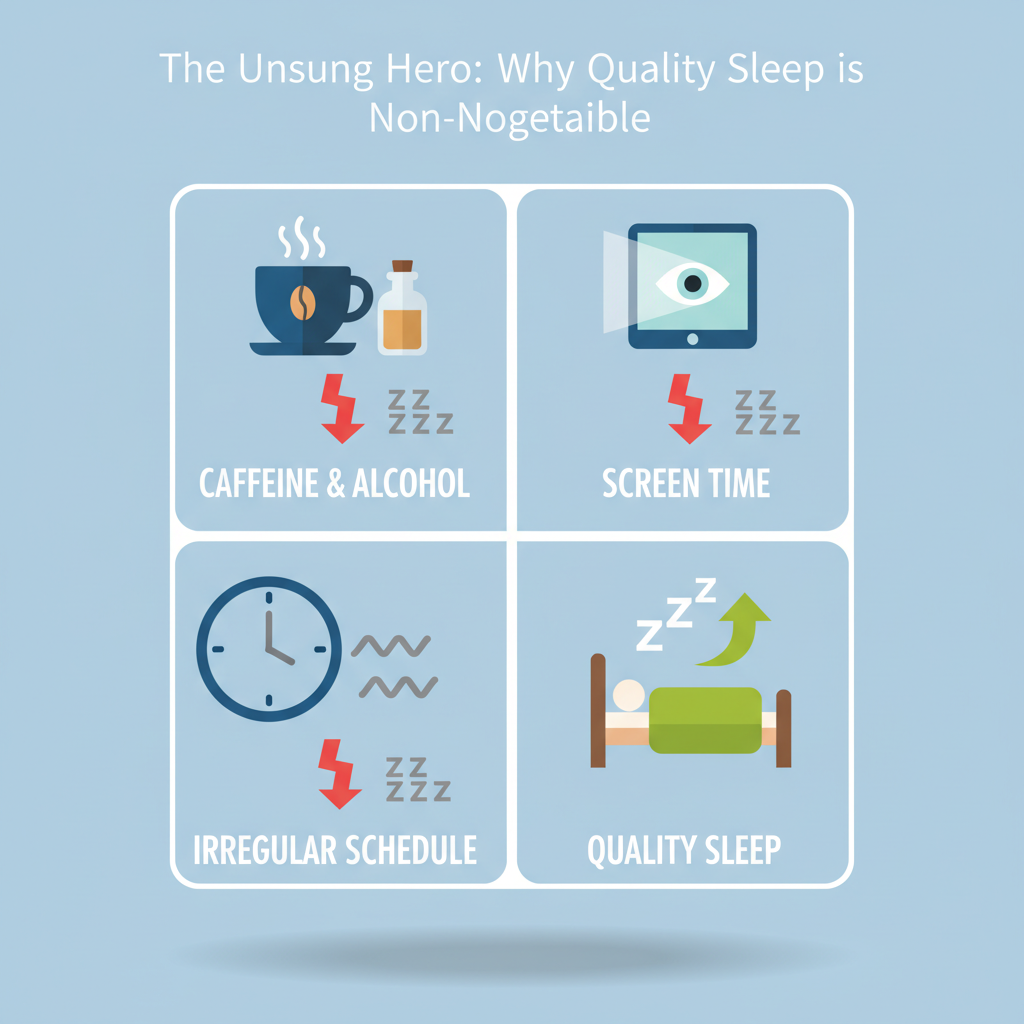 The Unsung Hero: Why Quality Sleep is
Non-Nogetaible
zz
zzz
CAFFEINE & ALCOHOL
zz
zzz
SCREEN TIME
zz
zzz
IRREGULAR SCHEDULE
z
z
z
QUALITY SLEEP